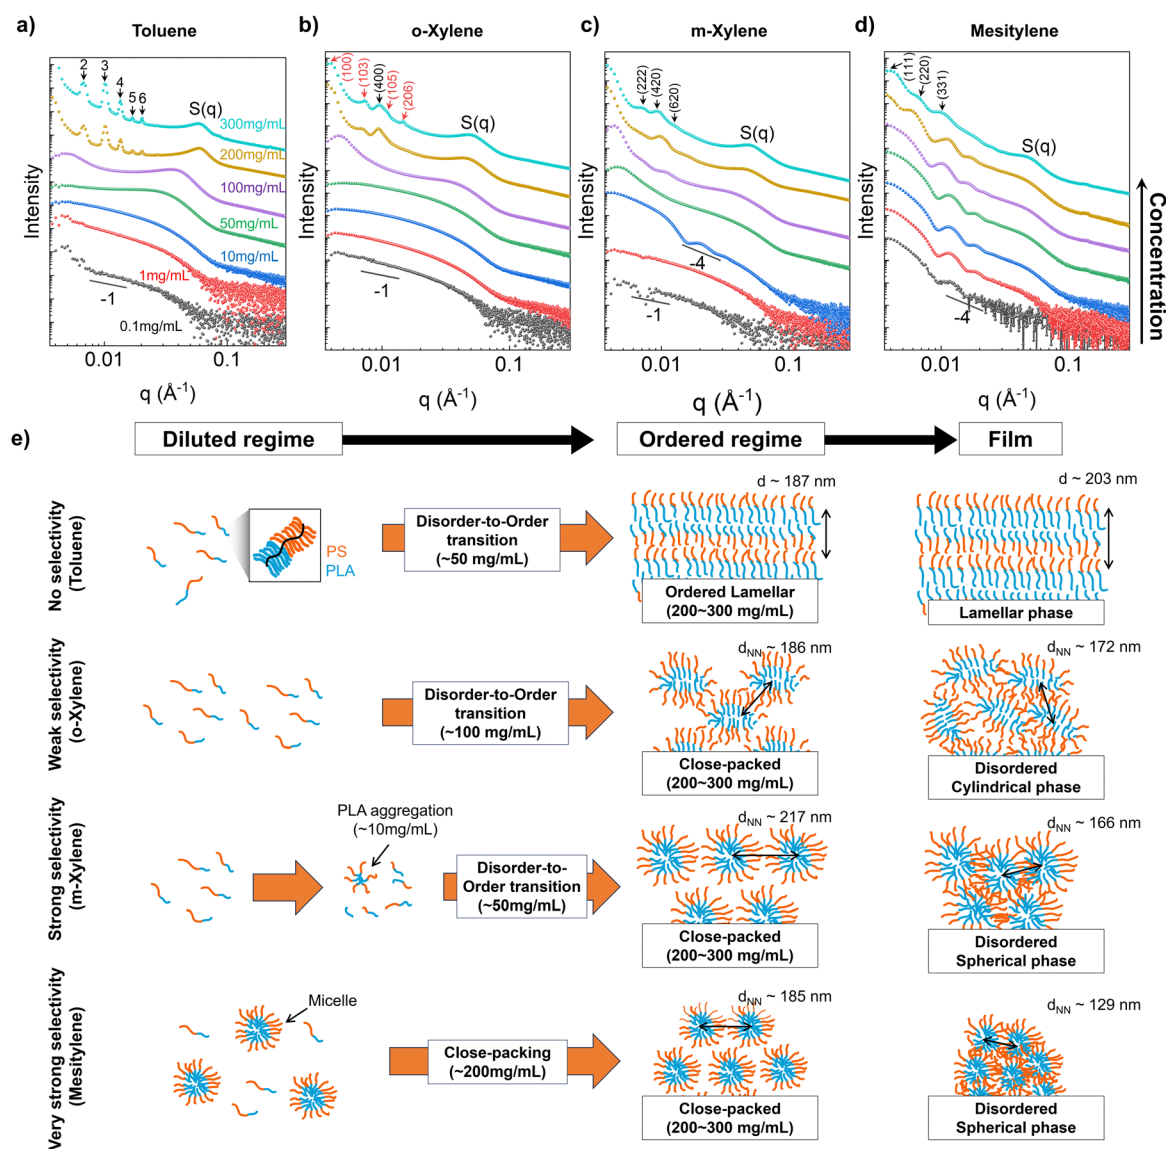 a)
Toluene
2
3
4
5
6
S(q)
300mg/mL
200mg/mL
100mg/mL
50mg/mL
10mg/mL
1mg/mL
0.1mg/mL
-1
Intensity
0.01
0.1
q (Å-1)
b)
o-Xylene
(100)
(103)
(400)
(105)
(206)
S(q)
-1
Intensity
0.01
0.1
q (Å-1)
c)
m-Xylene
(222)
(420)
(620)
S(q)
-4
-1
Intensity
0.01
0.1
q (Å-1)
d)
Mesitylene
(111)
(220)
(331)
S(q)
-4
Intensity
0.01
0.1
q (Å-1)
Concentration
e)
Diluted regime
Ordered regime
Film
No selectivity
(Toluene)
PS
PLA
Disorder-to-Order
transition
(~50 mg/mL)
d ~ 187 nm
Ordered Lamellar
(200~300 mg/mL)
d ~ 203 nm
Lamellar phase
Weak selectivity
(o-Xylene)
Disorder-to-Order
transition
(~100 mg/mL)
dNN ~ 186 nm
Close-packed
(200~300 mg/mL)
dNN ~ 172 nm
Disordered
Cylindrical phase
Strong selectivity
(m-Xylene)
PLA aggregation
(~10mg/mL)
Disorder-to-
Order transition
(~50mg/mL)
dNN ~ 217 nm
Close-packed
(200~300 mg/mL)
dNN ~ 166 nm
Disordered
Spherical phase
Very strong selectivity
(Mesitylene)
Micelle
Close-packing
(~200mg/mL)
dNN ~ 185 nm
Close-packed
(200~300 mg/mL)
dNN ~ 129 nm
Disordered
Spherical phase